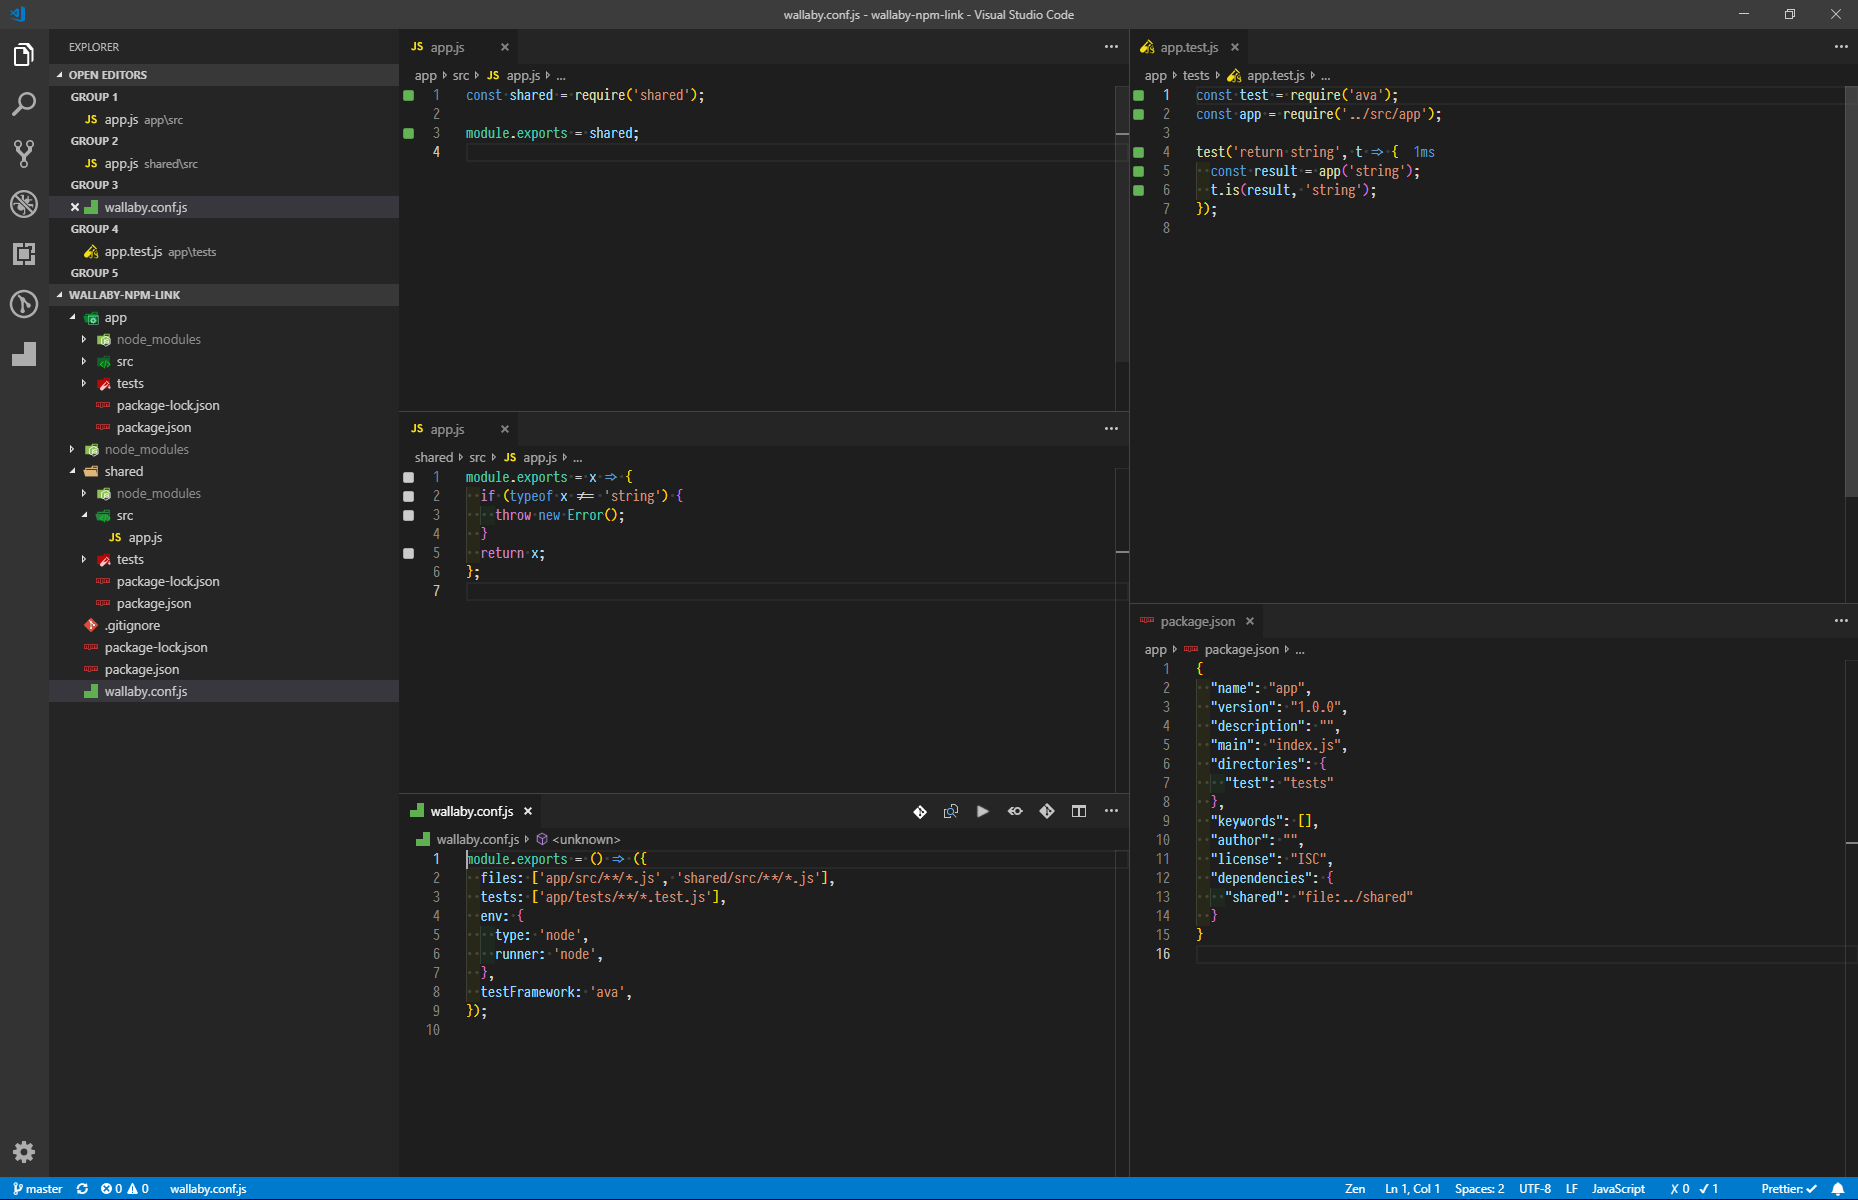 wallaby.conf.js - wallaby-npm-link - Visual Studio Code
EXPLORER
OPEN EDITORS
GROUP 1
JS app.js app\src
GROUP 2
JS app.js shared\src
GROUP 3
wallaby.conf.js
GROUP 4
app.test.js app\tests
GROUP 5
WALLABY-NPM-LINK
app
node_modules
src
tests
package-lock.json
package.json
node_modules
shared
node_modules
src
JS app.js
tests
package-lock.json
package.json
.gitignore
package-lock.json
package.json
wallaby.conf.js
JS app.js
app src JS app.js ...
1 const shared = require('shared');
2
3 module.exports = shared;
4
JS app.js
shared src JS app.js ...
1 module.exports = x => {
2 if (typeof x !== 'string') {
3 throw new Error();
4 }
5 return x;
6 };
7
wallaby.conf.js
wallaby.conf.js <unknown>
1 module.exports = () => ({
2 files: ['app/src/**/*.js', 'shared/src/**/*.js'],
3 tests: ['app/tests/**/*.test.js'],
4 env: {
5 type: 'node',
6 runner: 'node',
7 },
8 testFramework: 'ava',
9 });
10
app.test.js
app tests app.test.js ...
1 const test = require('ava');
2 const app = require('../src/app');
3
4 test('return string', t => { 1ms
5 const result = app('string');
6 t.is(result, 'string');
7 });
8
package.json
app package.json ...
1 {
2 "name": "app",
3 "version": "1.0.0",
4 "description": "",
5 "main": "index.js",
6 "directories": {
7 "test": "tests"
8 },
9 "keywords": [],
10 "author": "",
11 "license": "ISC",
12 "dependencies": {
13 "shared": "file:../shared"
14 }
15 }
16
master 0 0 wallaby.conf.js Zen Ln 1, Col 1 Spaces: 2 UTF-8 LF JavaScript ✗ 0 ✓ 1 Prettier: ✓